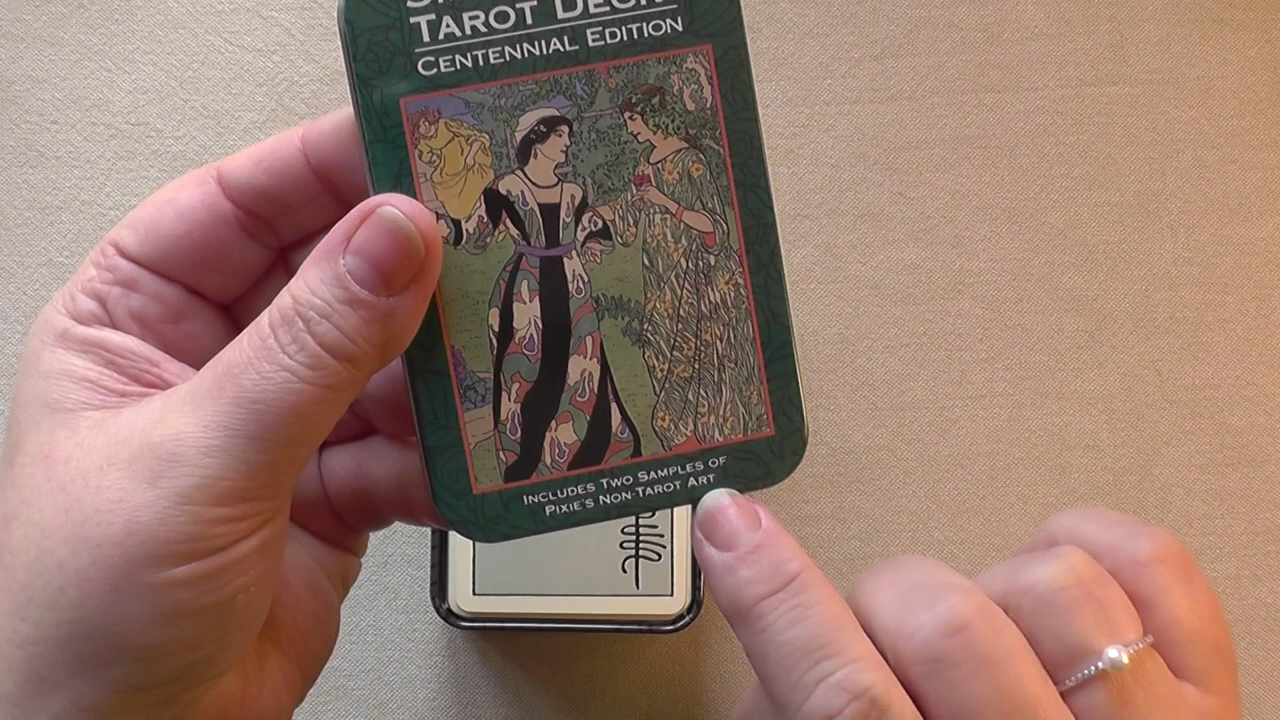 TAROT DECK
CENTENNIAL EDITION
INCLUDES TWO SAMPLES OF
PIXIE'S NON-TAROT ART